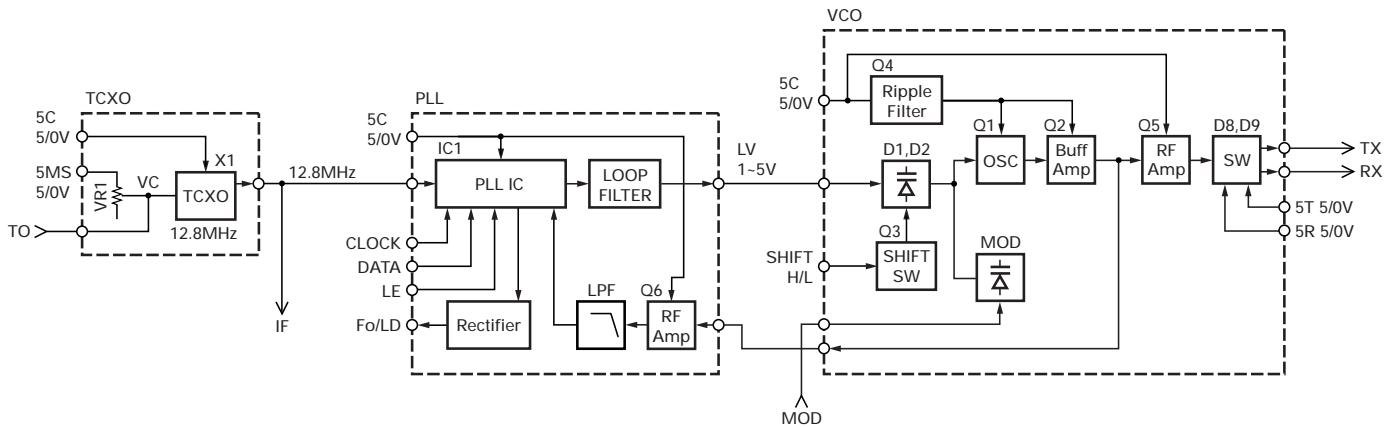 VCO
TCXO
5C
5/0V
5MS
5/0V
VR1
VC
X1
TCXO
12.8MHz
TO
12.8MHz
IF
PLL
5C
5/0V
IC1
PLL IC
LOOP
FILTER
CLOCK
DATA
LE
Fo/LD
Rectifier
LPF
Q6
RF
Amp
LV
1~5V
5C
5/0V
Q4
Ripple
Filter
D1,D2
Q3
SHIFT
SW
SHIFT
H/L
Q1
OSC
Q2
Buff
Amp
MOD
Q5
RF
Amp
D8,D9
SW
TX
RX
5T 5/0V
5R 5/0V
MOD